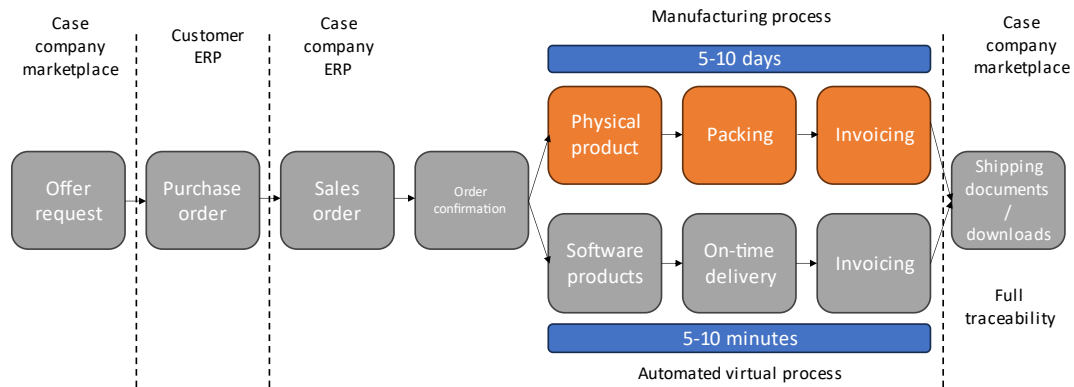 Case
company
marketplace
Customer
ERP
Case
company
ERP
Manufacturing process
Case
company
marketplace
5-10 days
Physical
product
Packing
Invoicing
Offer
request
Purchase
order
Sales
order
Order
confirmation
Shipping
documents
/
downloads
Software
products
On-time
delivery
Invoicing
Full
traceability
5-10 minutes
Automated virtual process